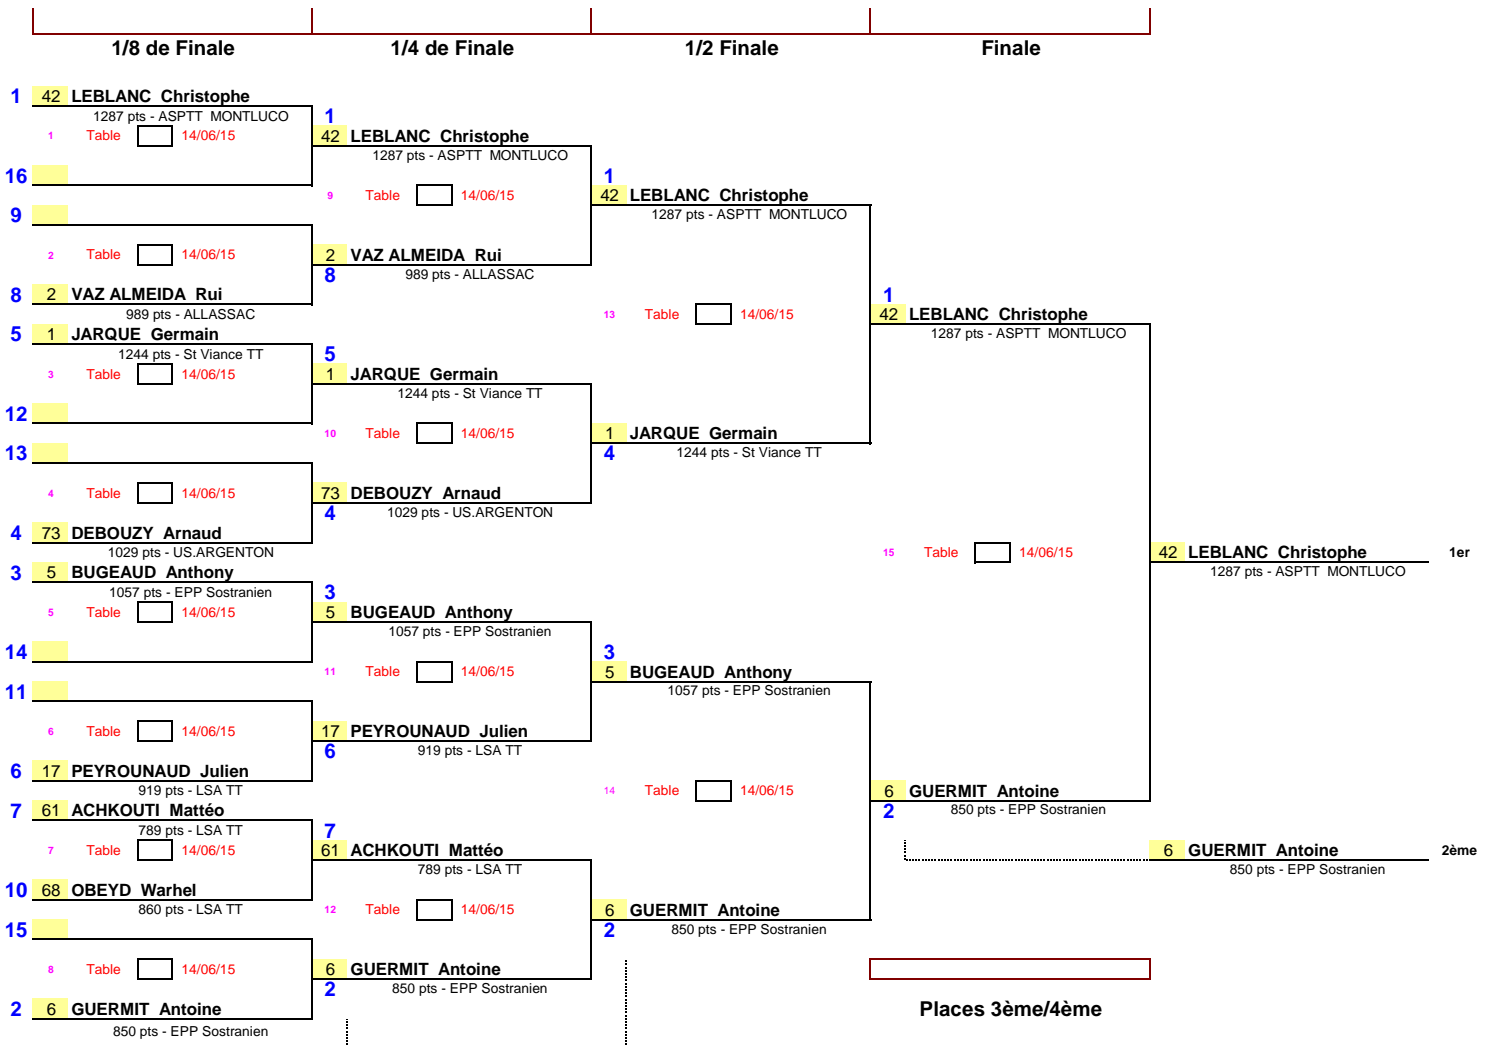 1/8 de Finale 1/4 de Finale 1/2 Finale Finale
1 42 LEBLANC Christophe
1287 pts - ASPTT MONTLUCO 1
1 Table 14/06/15 42 LEBLANC Christophe
1287 pts - ASPTT MONTLUCO
16 1
9 Table 14/06/15 42 LEBLANC Christophe
9 1287 pts - ASPTT MONTLUCO
2 Table 14/06/15 2 VAZ ALMEIDA Rui
8 989 pts - ALLASSAC
8 2 VAZ ALMEIDA Rui 1
989 pts - ALLASSAC 13 Table 14/06/15 42 LEBLANC Christophe
5 1 JARQUE Germain 1287 pts - ASPTT MONTLUCO
1244 pts - St Viance TT 5
3 Table 14/06/15 1 JARQUE Germain
1244 pts - St Viance TT
12
10 Table 14/06/15 1 JARQUE Germain
13 4 1244 pts - St Viance TT
4 Table 14/06/15 73 DEBOUZY Arnaud
4 1029 pts - US.ARGENTON
4 73 DEBOUZY Arnaud
1029 pts - US.ARGENTON 15 Table 14/06/15 42 LEBLANC Christophe 1er
3 5 BUGEAUD Anthony 1287 pts - ASPTT MONTLUCO
1057 pts - EPP Sostranien 3
5 Table 14/06/15 5 BUGEAUD Anthony
1057 pts - EPP Sostranien
14 3
11 Table 14/06/15 5 BUGEAUD Anthony
11 1057 pts - EPP Sostranien
6 Table 14/06/15 17 PEYROUNAUD Julien
6 919 pts - LSA TT
6 17 PEYROUNAUD Julien
919 pts - LSA TT 14 Table 14/06/15 6 GUERMIT Antoine
7 61 ACHKOUTI Mattéo 2 850 pts - EPP Sostranien
789 pts - LSA TT 7
7 Table 14/06/15 61 ACHKOUTI Mattéo 6 GUERMIT Antoine 2ème
789 pts - LSA TT 850 pts - EPP Sostranien
10 68 OBEYD Warhel
860 pts - LSA TT 12 Table 14/06/15 6 GUERMIT Antoine
15 2 850 pts - EPP Sostranien
8 Table 14/06/15 6 GUERMIT Antoine
2 850 pts - EPP Sostranien
2 6 GUERMIT Antoine Places 3ème/4ème
850 pts - EPP Sostranien